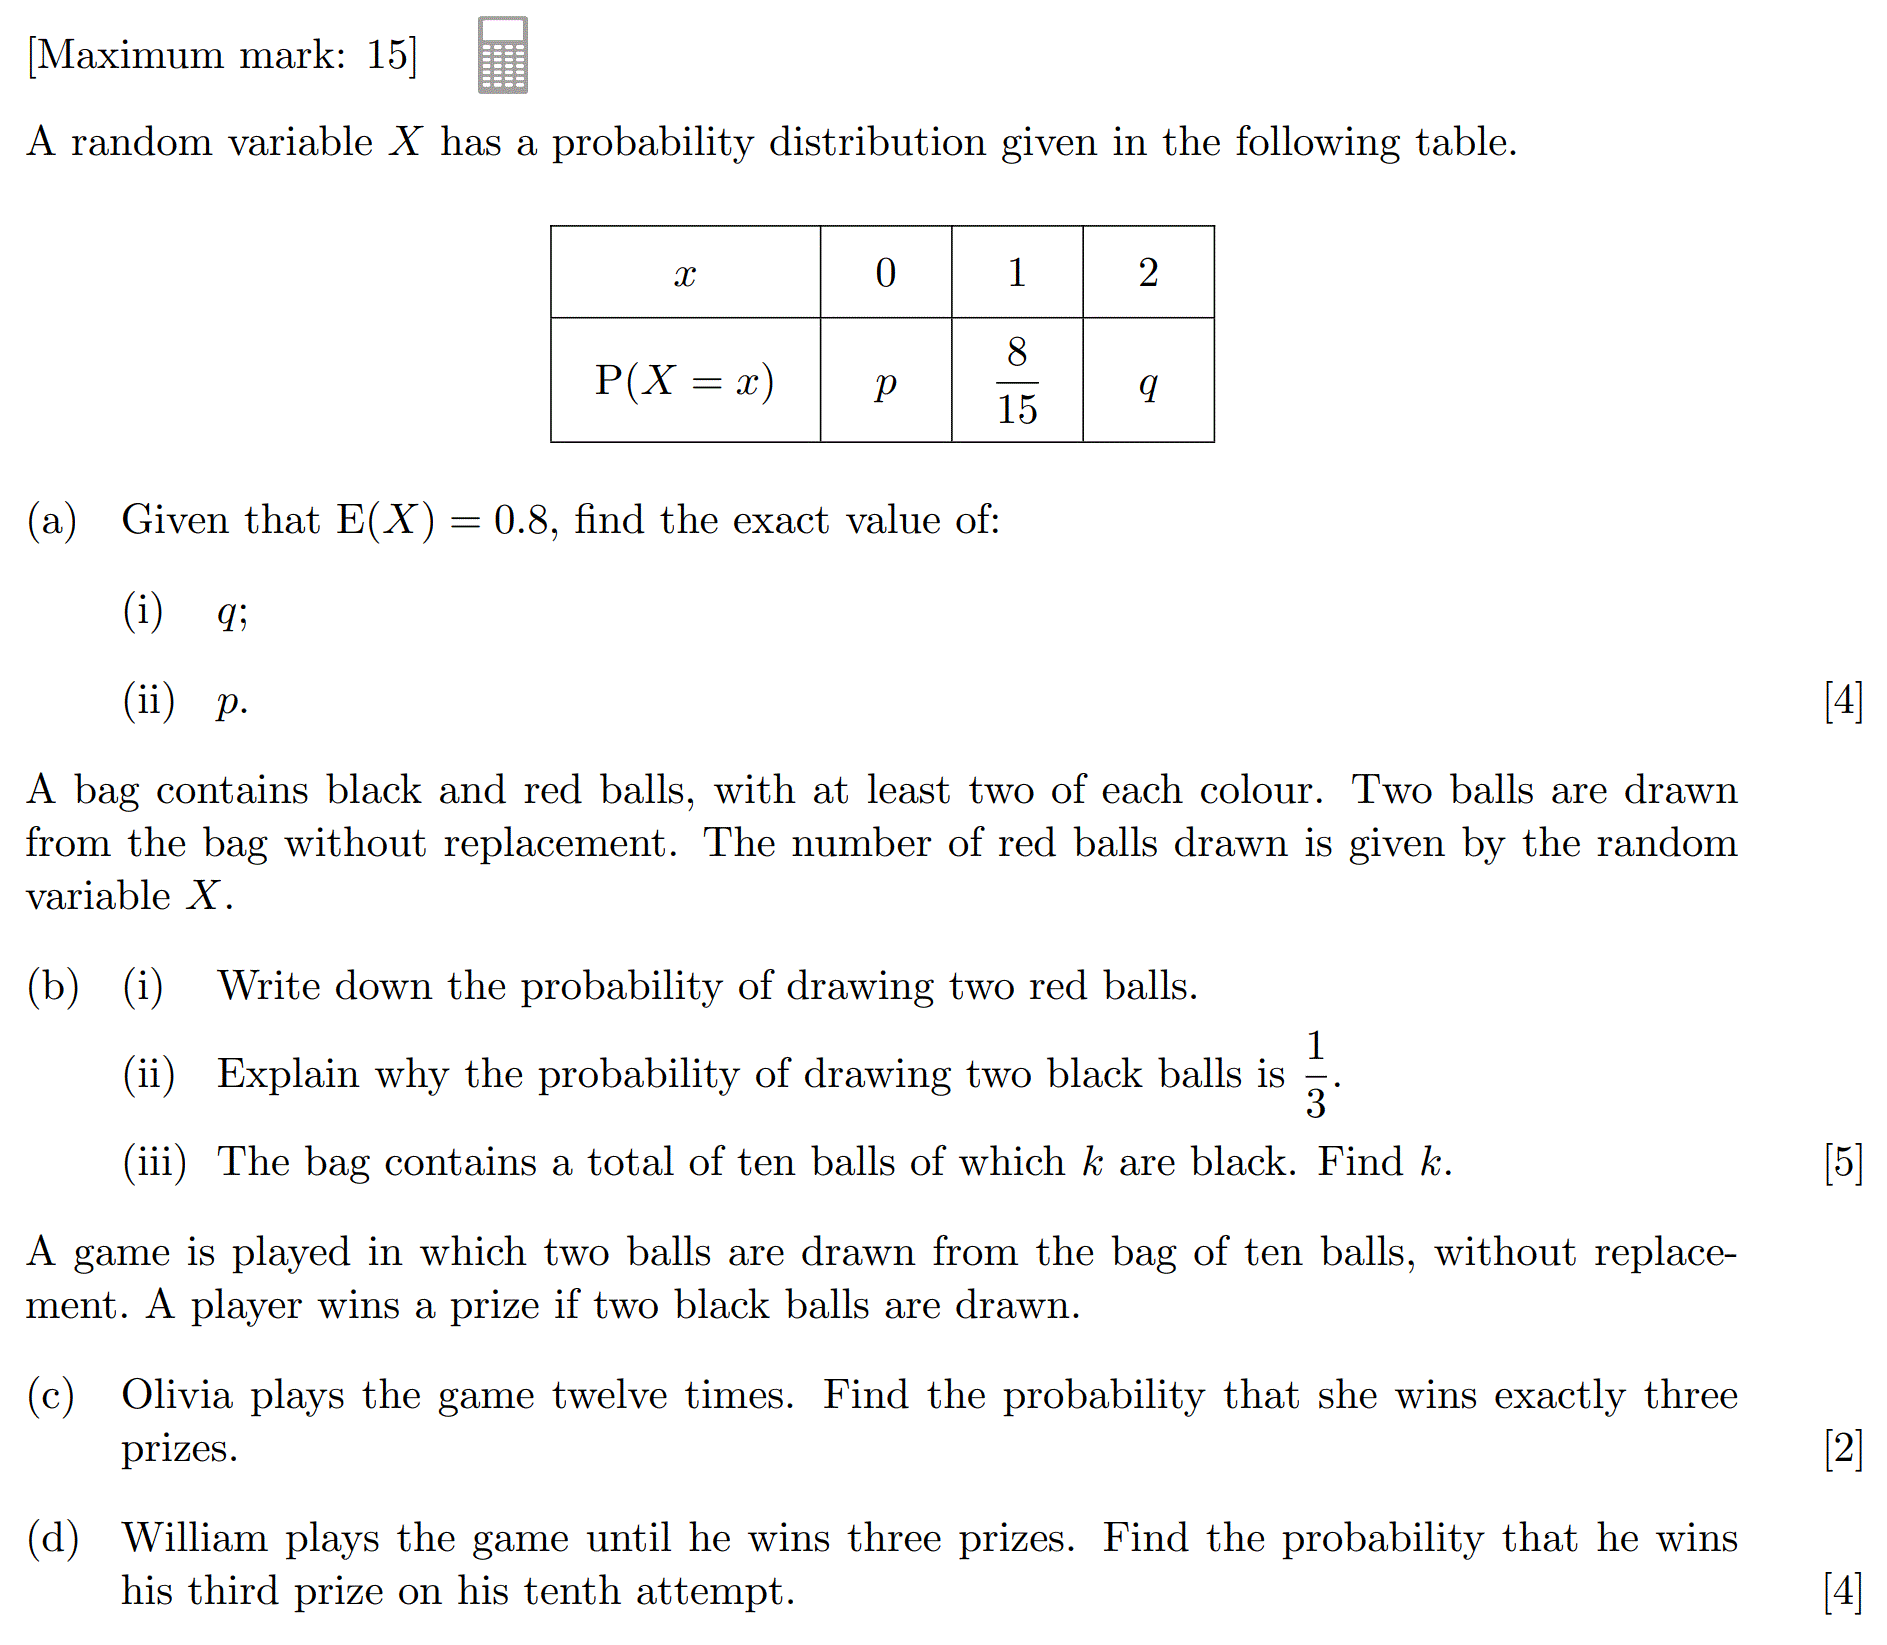 [Maximum mark: 15]
A random variable X has a probability distribution given in the following table.
x 0 1 2
P(X = x) p 8/15 q
(a) Given that E(X) = 0.8, find the exact value of:
(i) q;
(ii) p. [4]
A bag contains black and red balls, with at least two of each colour. Two balls are drawn
from the bag without replacement. The number of red balls drawn is given by the random
variable X.
(b) (i) Write down the probability of drawing two red balls.
(ii) Explain why the probability of drawing two black balls is 1/3.
(iii) The bag contains a total of ten balls of which k are black. Find k. [5]
A game is played in which two balls are drawn from the bag of ten balls, without replace-
ment. A player wins a prize if two black balls are drawn.
(c) Olivia plays the game twelve times. Find the probability that she wins exactly three
prizes. [2]
(d) William plays the game until he wins three prizes. Find the probability that he wins
his third prize on his tenth attempt. [4]